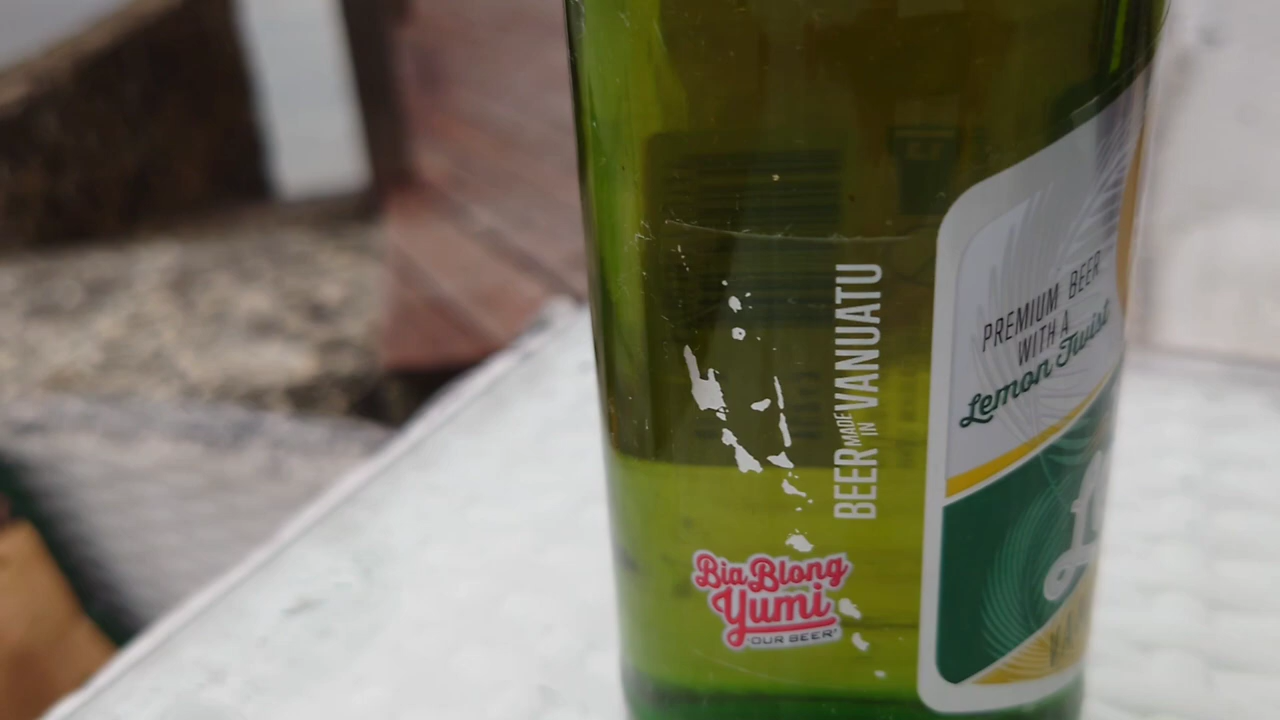 BEER MADE IN VANUATU
Bia Blong
Yumi
'OUR BEER'
PREMIUM BEER
WITH A
Lemon Twist